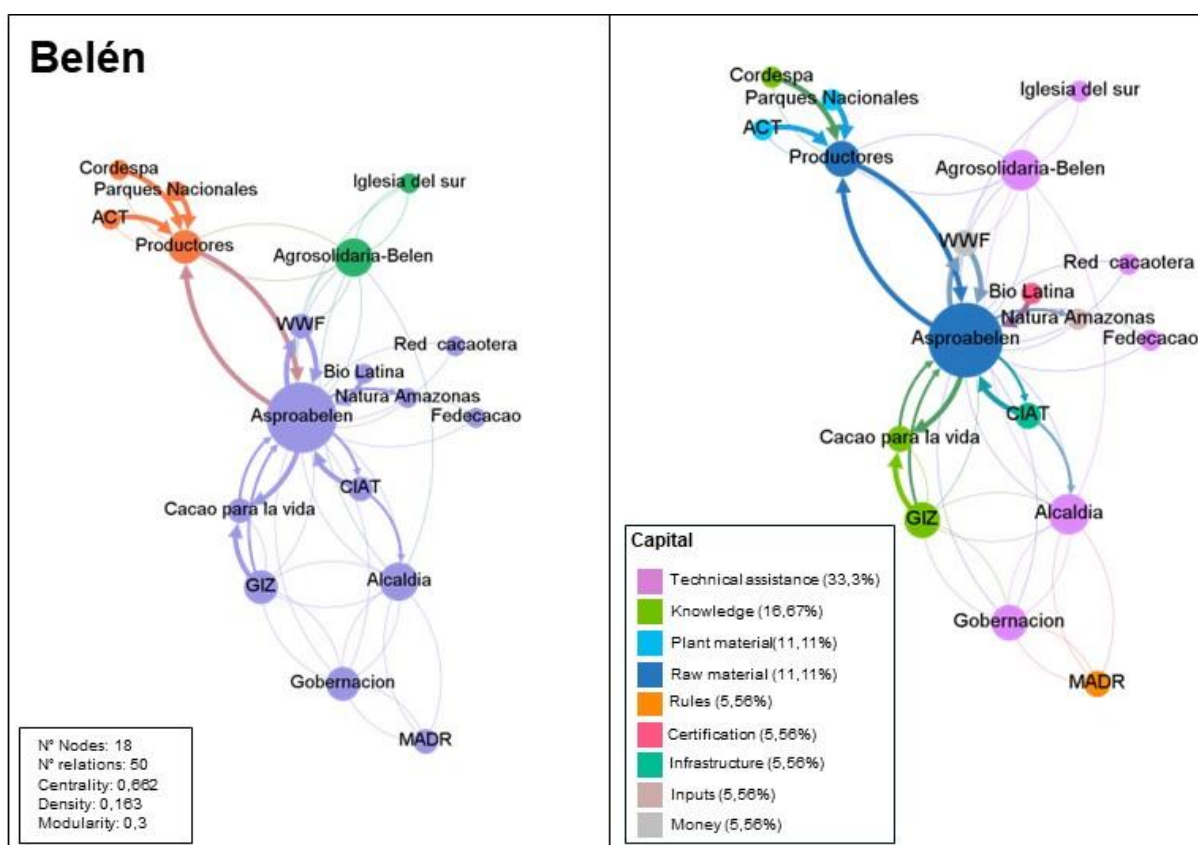 Belén
Cordespa
Parques Nacionales
ACT
Productores
Iglesia del sur
Agrosolidaria-Belen
WWF
Red cacaotera
Bio Latina
Natura Amazonas
Asproabelen
Fedecacao
CIAT
Cacao para la vida
GIZ
Alcaldia
Gobernacion
MADR
N° Nodes: 18
N° relations: 50
Centrality: 0,662
Density: 0,163
Modularity: 0,3
Cordespa
Parques Nacionales
ACT
Productores
Iglesia del sur
Agrosolidaria-Belen
WWF
Red cacaotera
Bio Latina
Natura Amazonas
Asproabelen
Fedecacao
CIAT
Cacao para la vida
GIZ
Alcaldia
Gobernacion
MADR
Capital
Technical assistance (33,3%)
Knowledge (16,67%)
Plant material(11,11%)
Raw material (11,11%)
Rules (5,56%)
Certification (5,56%)
Infrastructure (5,56%)
Inputs (5,56%)
Money (5,56%)